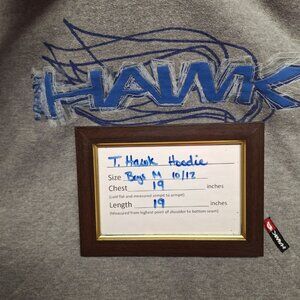 HAWK
T. Hawk Hoodie
Size Boys M 10/12
Chest 19 inches
(Laid flat and measured armpit to armpit)
Length 19 inches
(Measured from highest point of shoulder to bottom seam)
HAWK